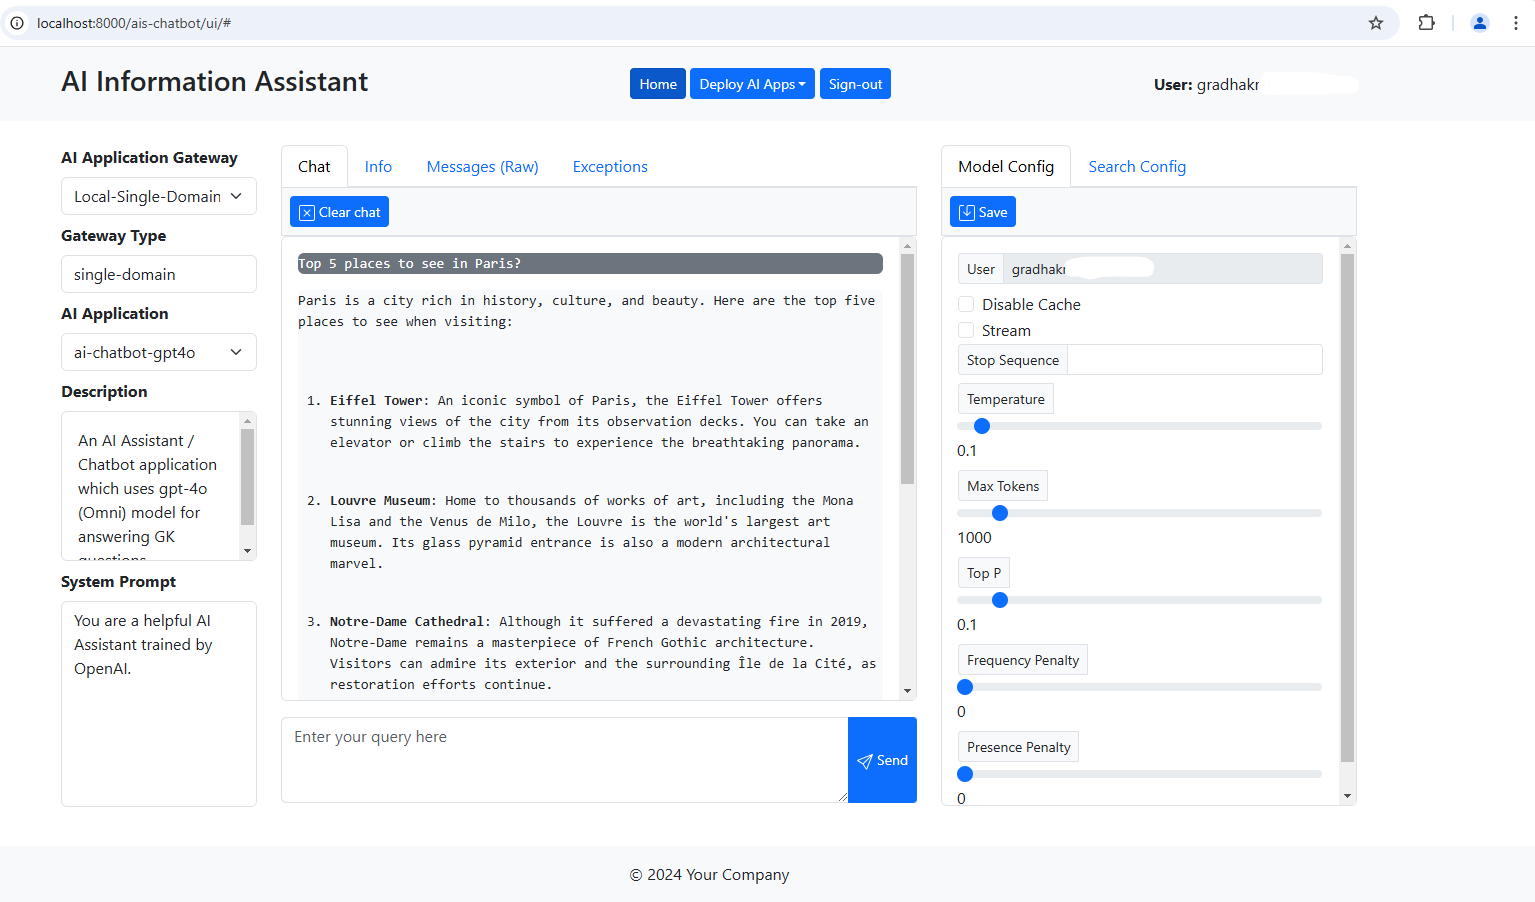 localhost:8000/ais-chatbot/ui/#
AI Information Assistant
Home
Deploy AI Apps
Sign-out
User: gradhakr
AI Application Gateway
Local-Single-Domain
Gateway Type
single-domain
AI Application
ai-chatbot-gpt4o
Description
An AI Assistant /
Chatbot application
which uses gpt-4o
(Omni) model for
answering GK
System Prompt
You are a helpful AI
Assistant trained by
OpenAI.
Chat
Info
Messages (Raw)
Exceptions
Clear chat
Top 5 places to see in Paris?
Paris is a city rich in history, culture, and beauty. Here are the top five
places to see when visiting:
1. Eiffel Tower: An iconic symbol of Paris, the Eiffel Tower offers
stunning views of the city from its observation decks. You can take an
elevator or climb the stairs to experience the breathtaking panorama.
2. Louvre Museum: Home to thousands of works of art, including the Mona
Lisa and the Venus de Milo, the Louvre is the world's largest art
museum. Its glass pyramid entrance is also a modern architectural
marvel.
3. Notre-Dame Cathedral: Although it suffered a devastating fire in 2019,
Notre-Dame remains a masterpiece of French Gothic architecture.
Visitors can admire its exterior and the surrounding Île de la Cité, as
restoration efforts continue.
Enter your query here
Send
Model Config
Search Config
Save
User
gradhakr
Disable Cache
Stream
Stop Sequence
Temperature
0.1
Max Tokens
1000
Top P
0.1
Frequency Penalty
0
Presence Penalty
0
© 2024 Your Company